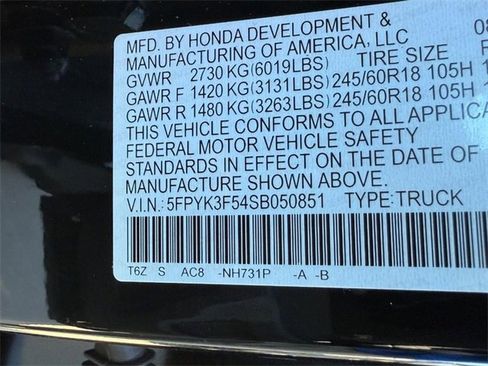 MFD. BY HONDA DEVELOPMENT & 08
MANUFACTURING OF AMERICA, LLC
GVWR 2730 KG(6019LBS) TIRE SIZE
GAWR F 1420 KG(3131LBS) 245/60R18 105H
GAWR R 1480 KG(3263LBS) 245/60R18 105H
THIS VEHICLE CONFORMS TO ALL APPLICA
FEDERAL MOTOR VEHICLE SAFETY
STANDARDS IN EFFECT ON THE DATE OF
MANUFACTURE SHOWN ABOVE.
V.I.N.: 5FPYK3F54SB050851 TYPE: TRUCK
T6Z S AC8 -NH731P -A -B